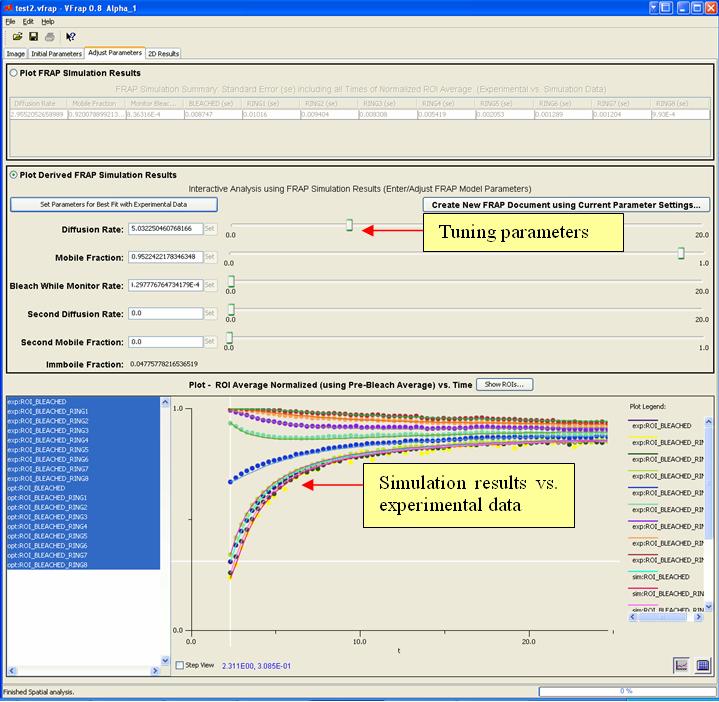 test2.vfrap - VFrap 0.8 Alpha_1
File Edit Help
Image Initial Parameters Adjust Parameters 2D Results
Plot FRAP Simulation Results
FRAP Simulation Summary: Standard Error (se) including all Times of Normalized ROI Average. (Experimental vs. Simulation Data)
Diffusion Rate Mobile Fraction Monitor Bleac... BLEACHED (se) RING1 (se) RING2 (se) RING3 (se) RING4 (se) RING5 (se) RING6 (se) RING7 (se) RING8 (se)
2.9552052658989 0.920078899213... 8.36316E-4 0.008747 0.01016 0.009404 0.008308 0.005419 0.002053 0.001289 0.001204 9.93E-4
Plot Derived FRAP Simulation Results
Interactive Analysis using FRAP Simulation Results (Enter/Adjust FRAP Model Parameters)
Set Parameters for Best Fit with Experimental Data Create New FRAP Document using Current Parameter Settings...
Diffusion Rate: 5.032250460768166 Set
0.0 20.0
Tuning parameters
Mobile Fraction: 0.9522422178346348 Set
0.0 1.0
Bleach While Monitor Rate: 1.297776764734179E-4 Set
0.0 20.0
Second Diffusion Rate: 0.0 Set
0.0 20.0
Second Mobile Fraction: 0.0 Set
0.0 1.0
Immboile Fraction: 0.04775778216536519
Plot - ROI Average Normalized (using Pre-Bleach Average) vs. Time Show ROIs...
exp:ROI_BLEACHED
exp:ROI_BLEACHED_RING1
exp:ROI_BLEACHED_RING2
exp:ROI_BLEACHED_RING3
exp:ROI_BLEACHED_RING4
exp:ROI_BLEACHED_RING5
exp:ROI_BLEACHED_RING6
exp:ROI_BLEACHED_RING7
exp:ROI_BLEACHED_RING8
opt:ROI_BLEACHED
opt:ROI_BLEACHED_RING1
opt:ROI_BLEACHED_RING2
opt:ROI_BLEACHED_RING3
opt:ROI_BLEACHED_RING4
opt:ROI_BLEACHED_RING5
opt:ROI_BLEACHED_RING6
opt:ROI_BLEACHED_RING7
opt:ROI_BLEACHED_RING8
1.0
0.0
0.0 10.0 20.0
t
Simulation results vs.
experimental data
Plot Legend:
exp:ROI_BLEACHED
exp:ROI_BLEACHED_RIN
exp:ROI_BLEACHED_RIN
exp:ROI_BLEACHED_RIN
exp:ROI_BLEACHED_RIN
exp:ROI_BLEACHED_RIN
exp:ROI_BLEACHED_RIN
exp:ROI_BLEACHED_RIN
exp:ROI_BLEACHED_RIN
sim:ROI_BLEACHED
sim:ROI_BLEACHED_RIN
sim:ROI_BLEACHED_RIN
Step View 2.311E00, 3.085E-01
Finished Spatial analysis. 0 %